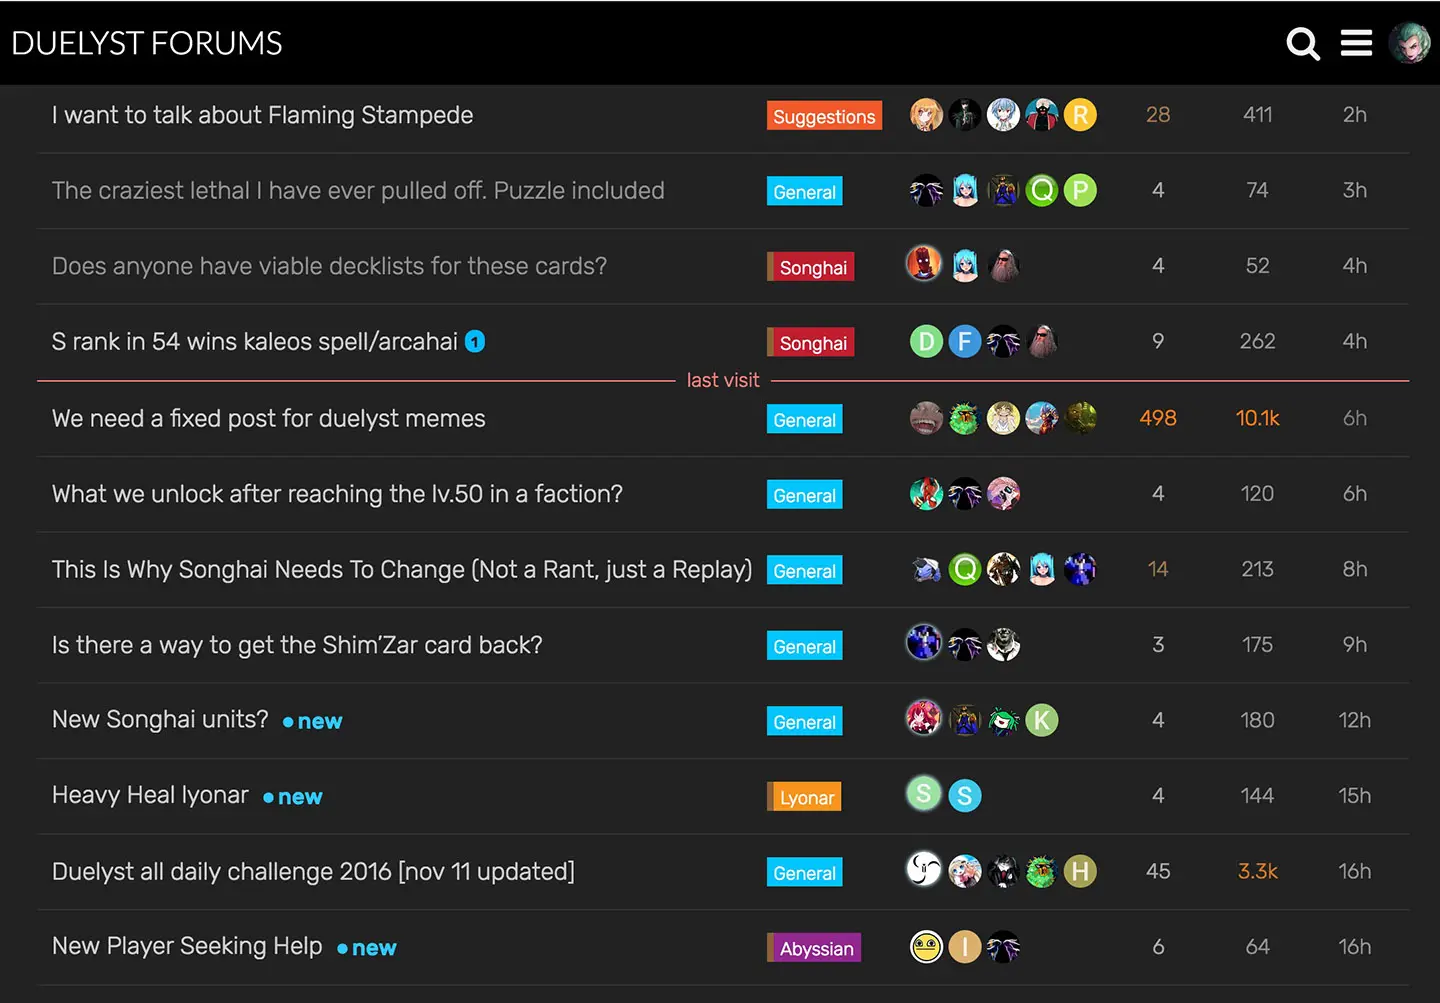 DUELYST FORUMS
I want to talk about Flaming Stampede Suggestions R 28 411 2h
The craziest lethal I have ever pulled off. Puzzle included General Q P 4 74 3h
Does anyone have viable decklists for these cards? Songhai 4 52 4h
S rank in 54 wins kaleos spell/arcahai 1 Songhai D F 9 262 4h
last visit
We need a fixed post for duelyst memes General 498 10.1k 6h
What we unlock after reaching the lv.50 in a faction? General 4 120 6h
This Is Why Songhai Needs To Change (Not a Rant, just a Replay) General Q 14 213 8h
Is there a way to get the Shim'Zar card back? General 3 175 9h
New Songhai units? new General K 4 180 12h
Heavy Heal lyonar new Lyonar S S 4 144 15h
Duelyst all daily challenge 2016 [nov 11 updated] General H 45 3.3k 16h
New Player Seeking Help new Abyssian I 6 64 16h